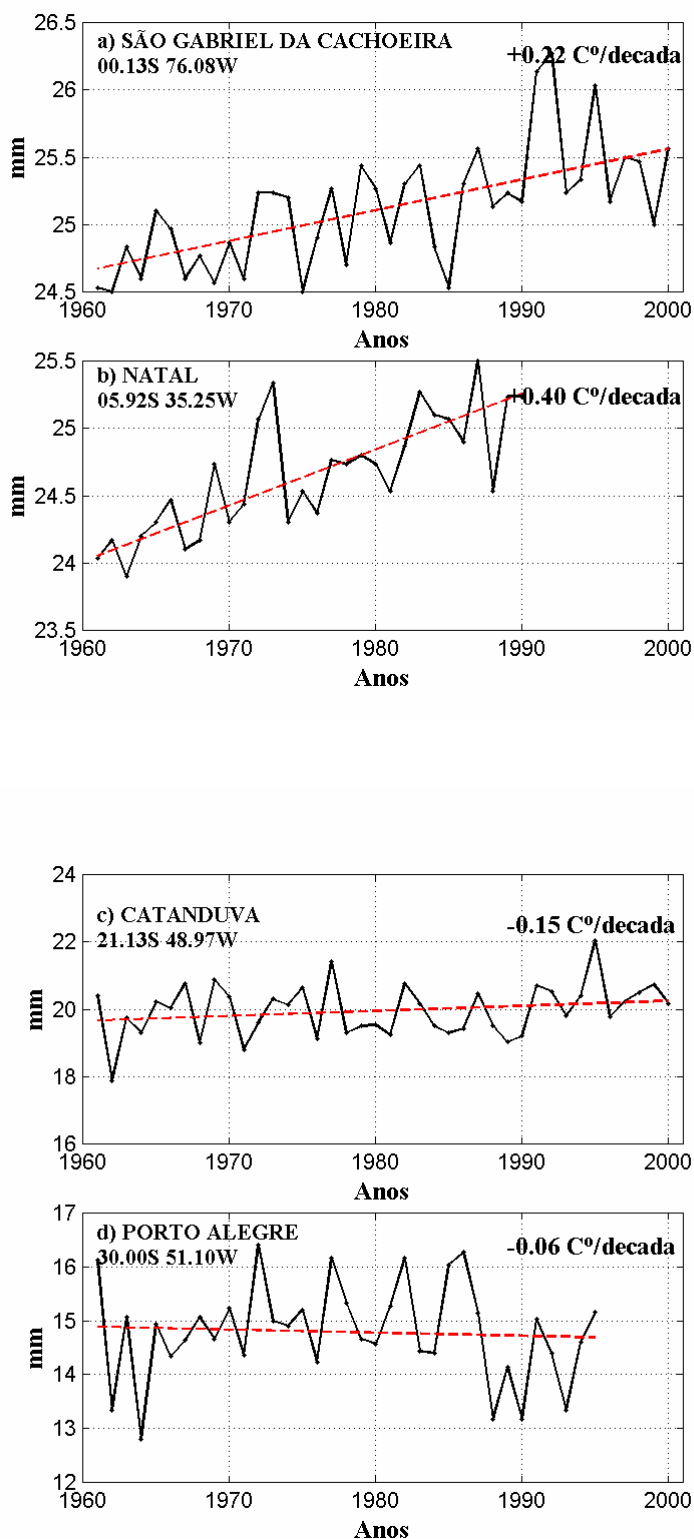 26.5
a) SÃO GABRIEL DA CACHOEIRA
+0.22 Cº/decada
00.13S 76.08W
26
mm
25.5
25
24.5
1960 1970 1980 1990 2000
Anos
25.5
b) NATAL
05.92S 35.25W
+0.40 Cº/decada
25
mm
24.5
24
23.5
1960 1970 1980 1990 2000
Anos
24
c) CATANDUVA
-0.15 Cº/decada
21.13S 48.97W
22
mm
20
18
16
1960 1970 1980 1990 2000
Anos
17
d) PORTO ALEGRE
-0.06 Cº/decada
30.00S 51.10W
16
15
mm
14
13
12
1960 1970 1980 1990 2000
Anos